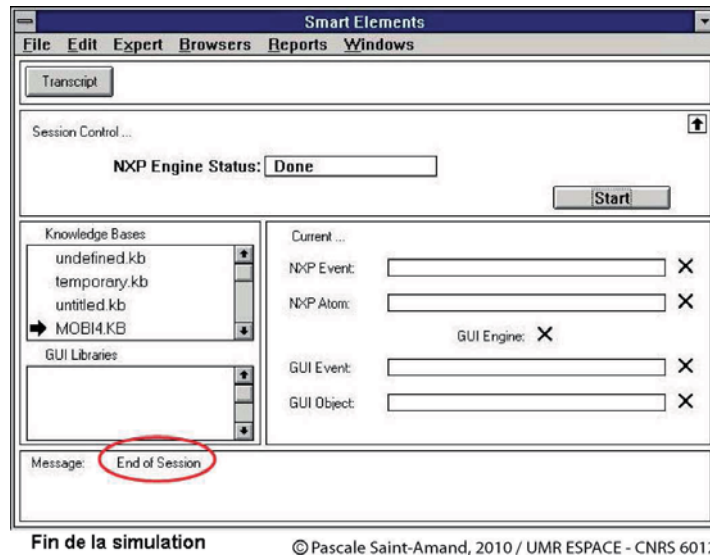 Smart Elements
File Edit Expert Browsers Reports Windows
Transcript
Session Control ...
NXP Engine Status: Done
Start
Knowledge Bases
undefined.kb
temporary.kb
untitled.kb
MOBI4.KB
GUI Libraries
Current ...
NXP Event:
NXP Atom:
GUI Engine:
GUI Event:
GUI Object:
Message: End of Session
Fin de la simulation
© Pascale Saint-Amand, 2010 / UMR ESPACE - CNRS 6012